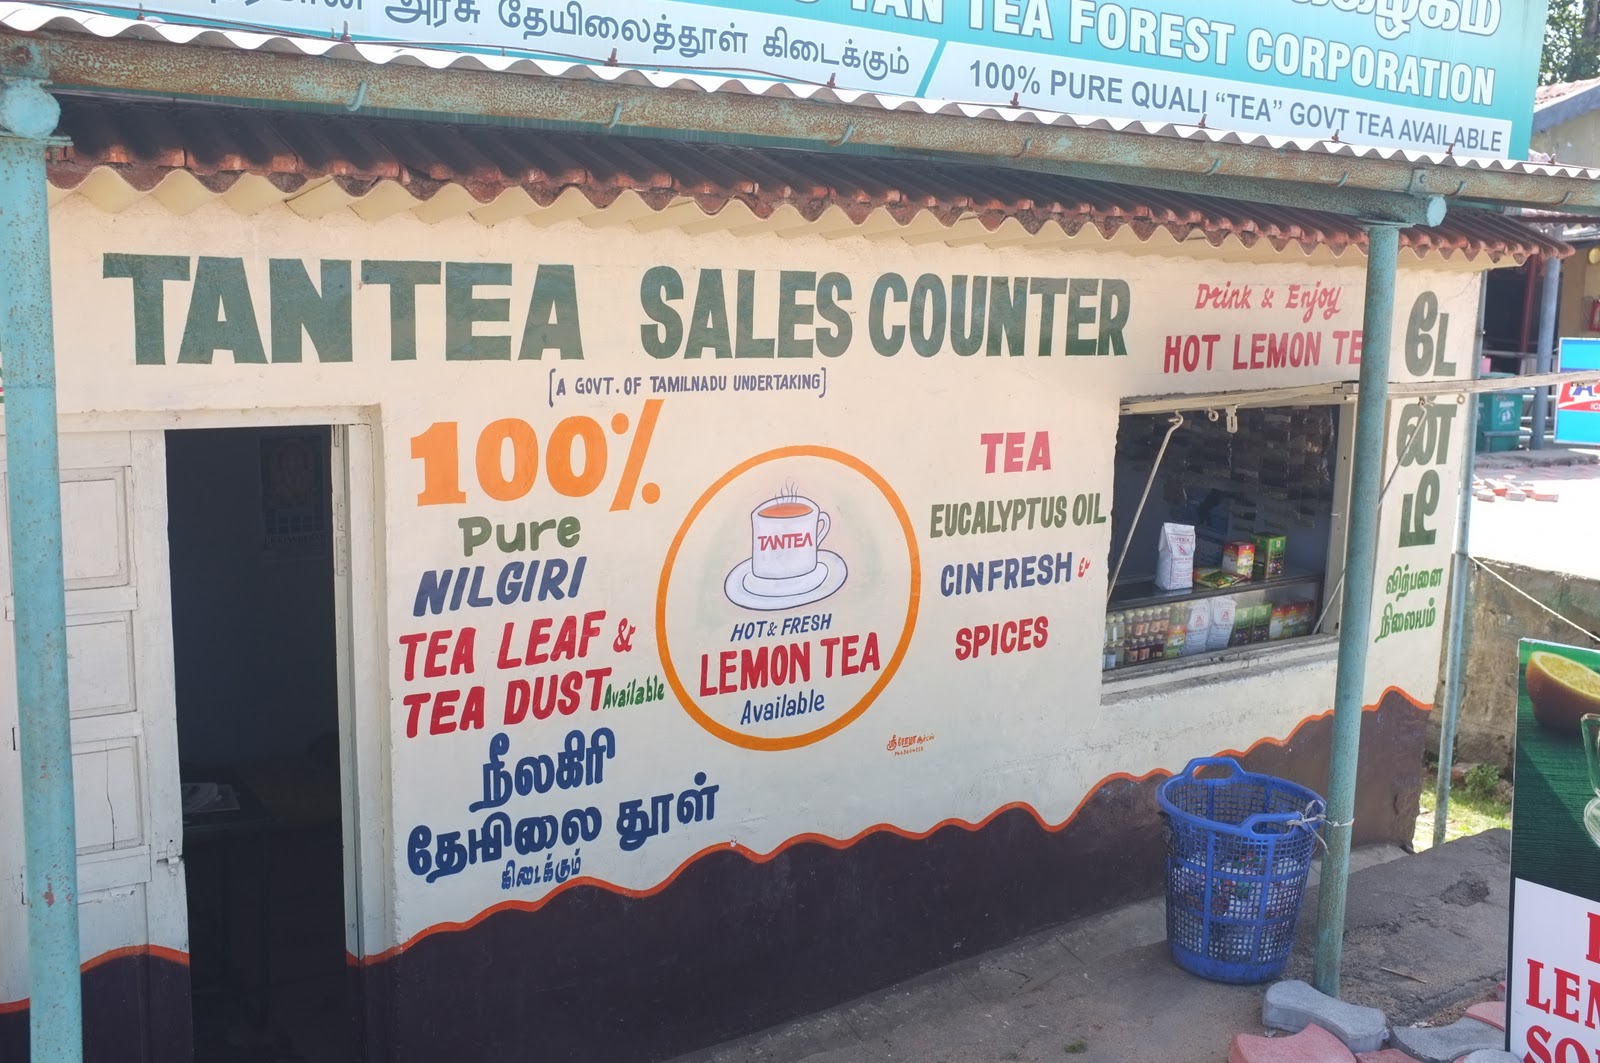 அரசு தேயிலைத்தூள் கிடைக்கும்
TAN TEA FOREST CORPORATION
100% PURE QUALI “TEA” GOVT TEA AVAILABLE
TANTEA SALES COUNTER
[A GOVT. OF TAMILNADU UNDERTAKING]
Drink & Enjoy
HOT LEMON TE
டேன்டீ
விற்பனை
நிலையம்
100%
Pure
NILGIRI
TEA LEAF &
TEA DUST Available
நீலகிரி
தேயிலை தூள்
கிடைக்கும்
TANTEA
HOT & FRESH
LEMON TEA
Available
TEA
EUCALYPTUS OIL
CINFRESH &
SPICES
LEM
SO